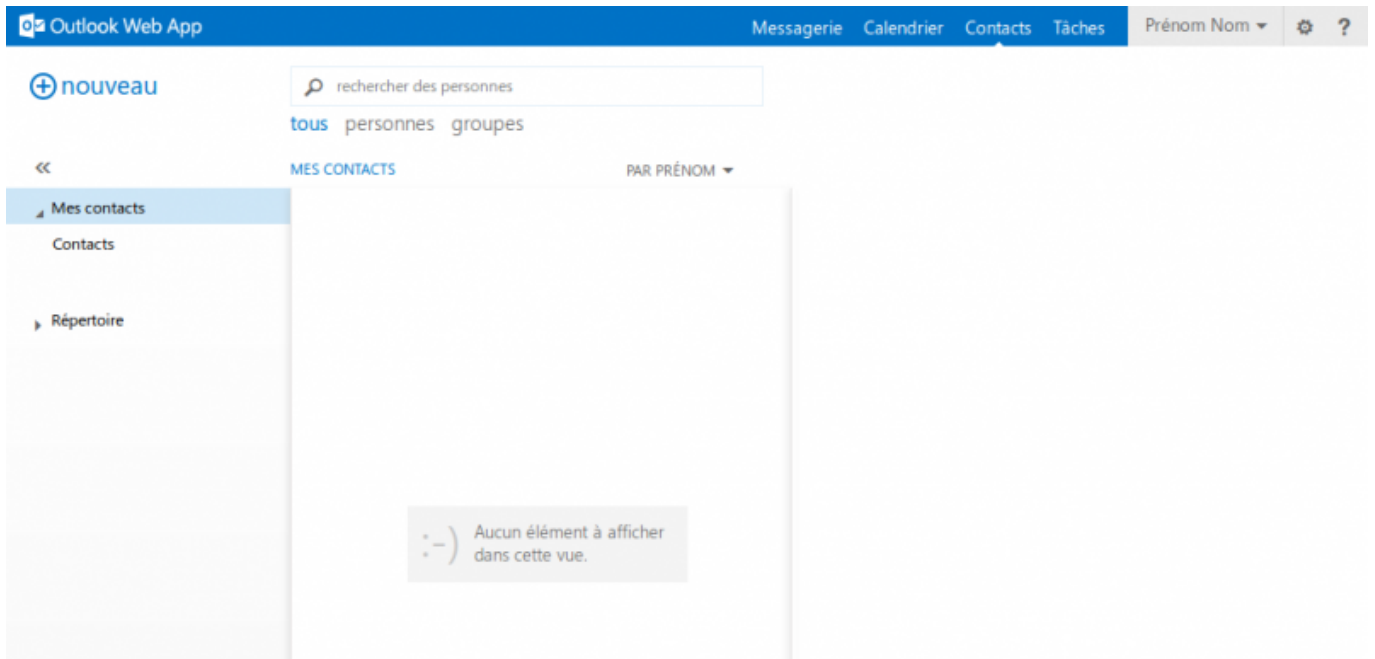 Outlook Web App Messagerie Calendrier Contacts Tâches Prénom Nom ?
nouveau
rechercher des personnes
tous personnes groupes
MES CONTACTS PAR PRÉNOM
Mes contacts
Contacts
Répertoire
:-) Aucun élément à afficher
dans cette vue.